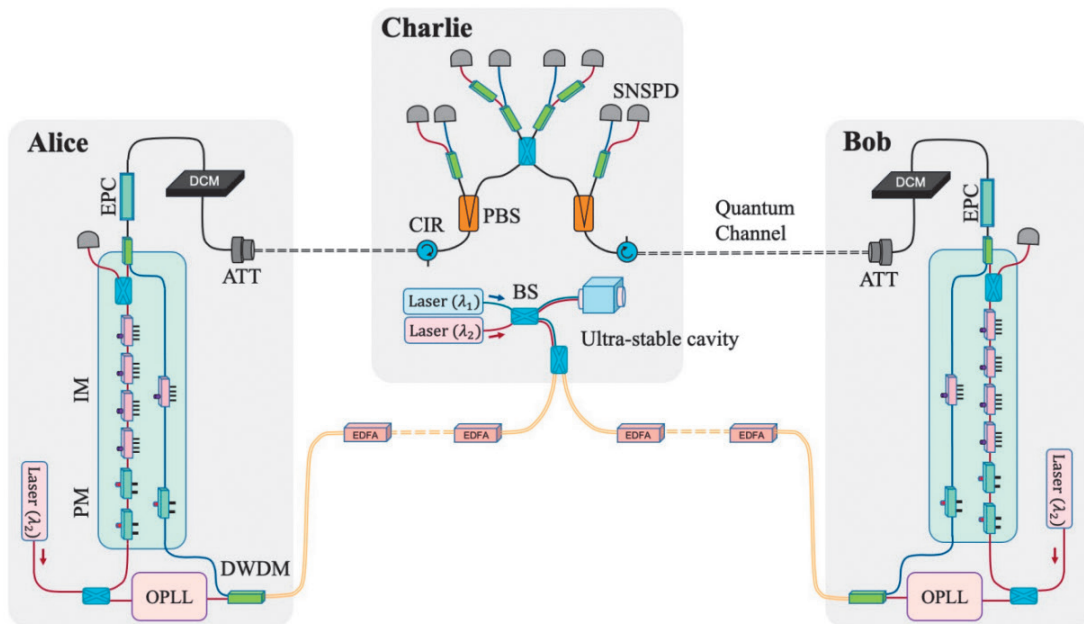 Charlie
SNSPD
Alice
Bob
DCM
DCM
EPC
EPC
CIR
PBS
Quantum
Channel
ATT
ATT
BS
Laser (λ₁)
Laser (λ₂)
Ultra-stable cavity
IM
EDFA
EDFA
EDFA
EDFA
PM
Laser (λ₂)
Laser (λ₂)
DWDM
OPLL
OPLL